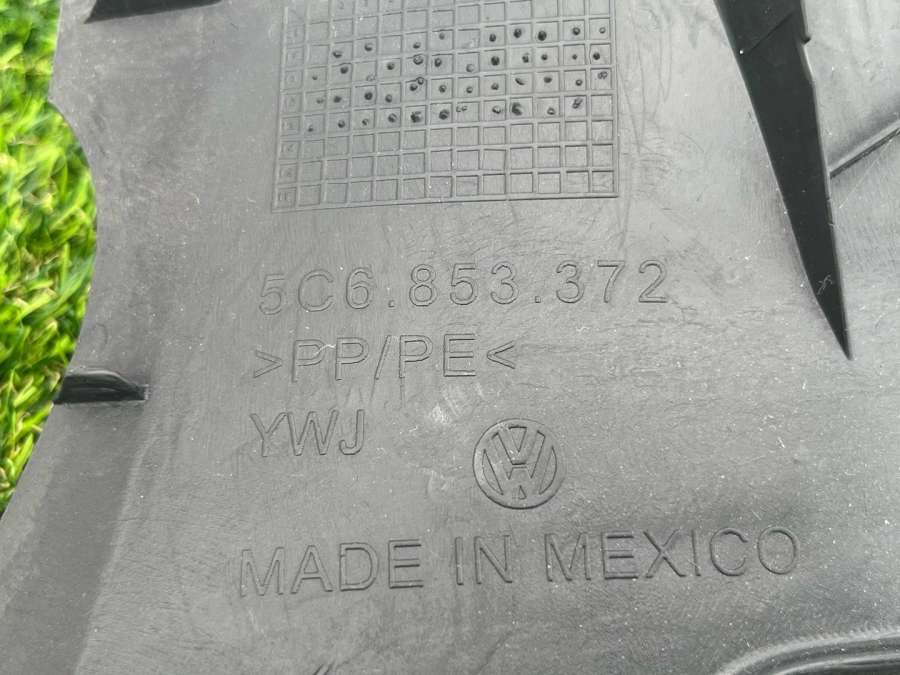 5C6.853.372
>PP/PE<
YWJ
MADE IN MEXICO